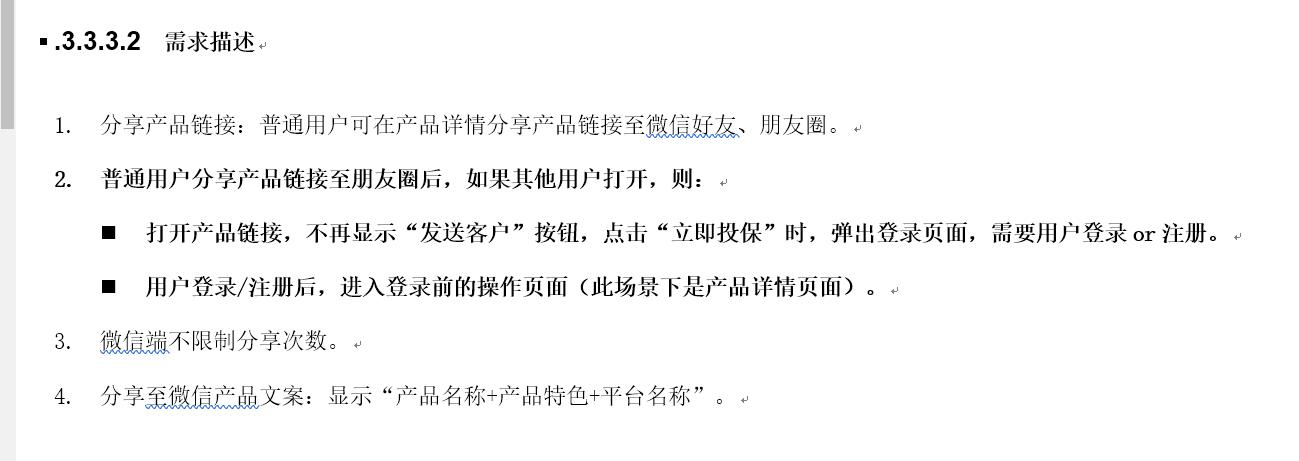 .3.3.3.2 需求描述
1. 分享产品链接：普通用户可在产品详情分享产品链接至微信好友、朋友圈。
2. 普通用户分享产品链接至朋友圈后，如果其他用户打开，则：
■ 打开产品链接，不再显示“发送客户”按钮，点击“立即投保”时，弹出登录页面，需要用户登录 or 注册。
■ 用户登录/注册后，进入登录前的操作页面（此场景下是产品详情页面）。
3. 微信端不限制分享次数。
4. 分享至微信产品文案：显示“产品名称+产品特色+平台名称”。